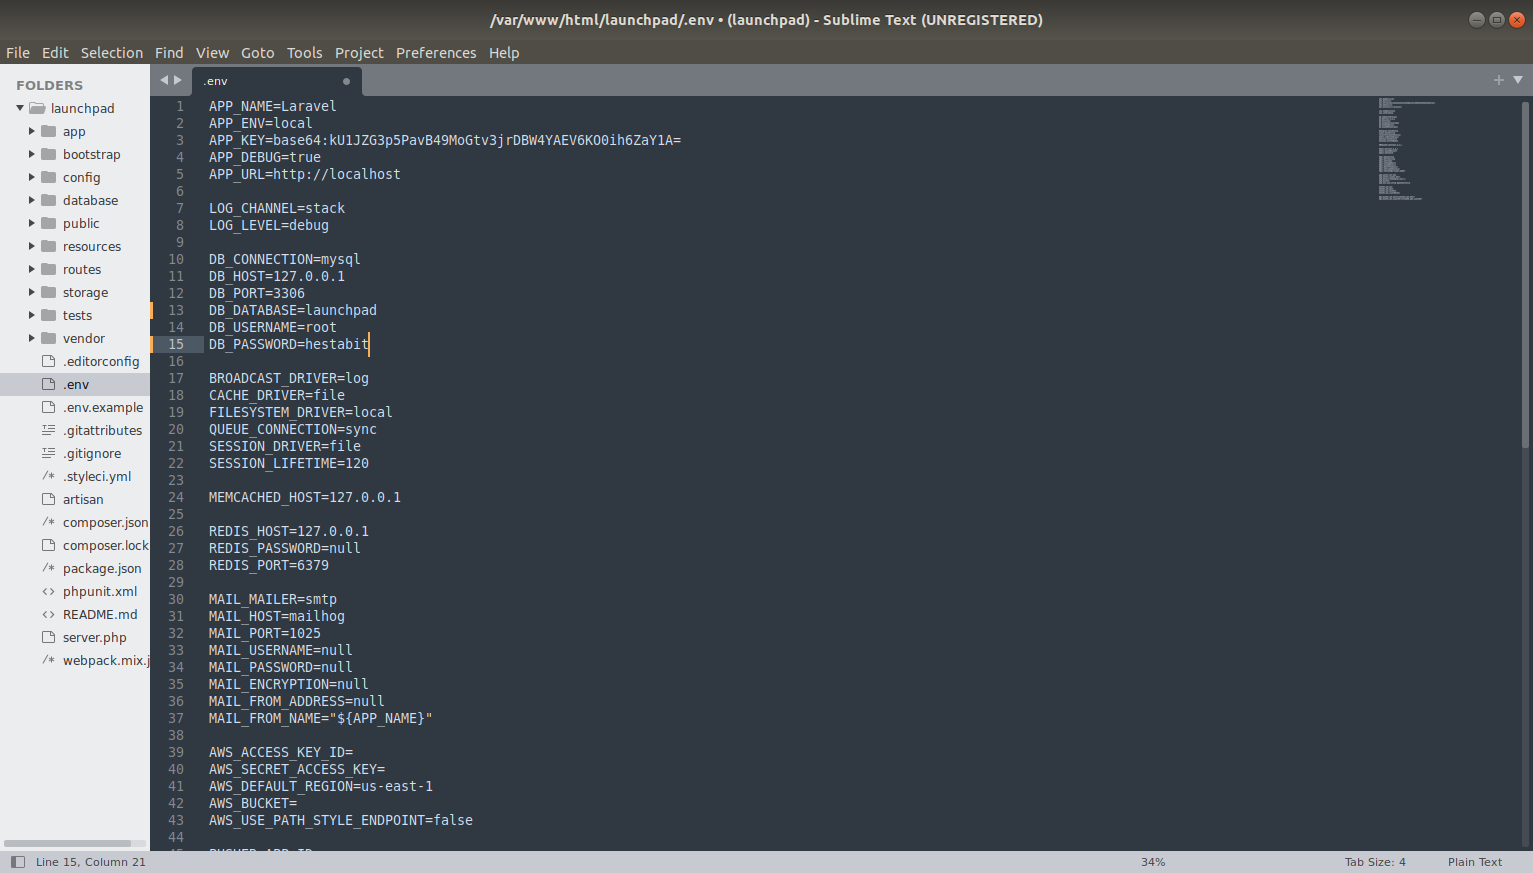 /var/www/html/launchpad/.env • (launchpad) - Sublime Text (UNREGISTERED)
File Edit Selection Find View Goto Tools Project Preferences Help
FOLDERS
launchpad
app
bootstrap
config
database
public
resources
routes
storage
tests
vendor
.editorconfig
.env
.env.example
.gitattributes
.gitignore
.styleci.yml
artisan
composer.json
composer.lock
package.json
phpunit.xml
README.md
server.php
webpack.mix.j
.env
1 APP_NAME=Laravel
2 APP_ENV=local
3 APP_KEY=base64:kU1JZG3p5PavB49MoGtv3jrDBW4YAEV6KO0ih6ZaY1A=
4 APP_DEBUG=true
5 APP_URL=http://localhost
6
7 LOG_CHANNEL=stack
8 LOG_LEVEL=debug
9
10 DB_CONNECTION=mysql
11 DB_HOST=127.0.0.1
12 DB_PORT=3306
13 DB_DATABASE=launchpad
14 DB_USERNAME=root
15 DB_PASSWORD=hestabit
16
17 BROADCAST_DRIVER=log
18 CACHE_DRIVER=file
19 FILESYSTEM_DRIVER=local
20 QUEUE_CONNECTION=sync
21 SESSION_DRIVER=file
22 SESSION_LIFETIME=120
23
24 MEMCACHED_HOST=127.0.0.1
25
26 REDIS_HOST=127.0.0.1
27 REDIS_PASSWORD=null
28 REDIS_PORT=6379
29
30 MAIL_MAILER=smtp
31 MAIL_HOST=mailhog
32 MAIL_PORT=1025
33 MAIL_USERNAME=null
34 MAIL_PASSWORD=null
35 MAIL_ENCRYPTION=null
36 MAIL_FROM_ADDRESS=null
37 MAIL_FROM_NAME="${APP_NAME}"
38
39 AWS_ACCESS_KEY_ID=
40 AWS_SECRET_ACCESS_KEY=
41 AWS_DEFAULT_REGION=us-east-1
42 AWS_BUCKET=
43 AWS_USE_PATH_STYLE_ENDPOINT=false
44
Line 15, Column 21
34%
Tab Size: 4
Plain Text